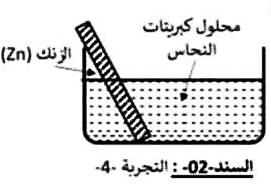 محلول كبريتات
النحاس
الزنك (Zn)
السند-02-: التجربة -4-